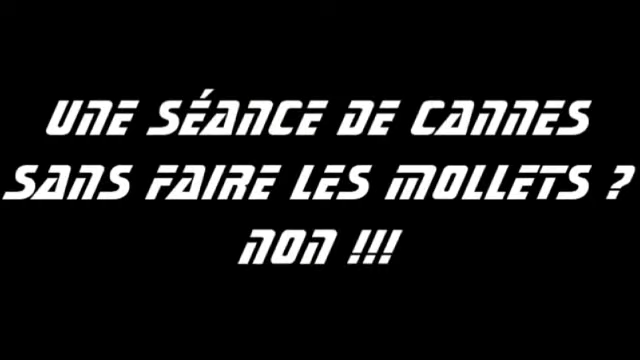 UNE SÉANCE DE CANNES
SANS FAIRE LES MOLLETS ?
NON !!!